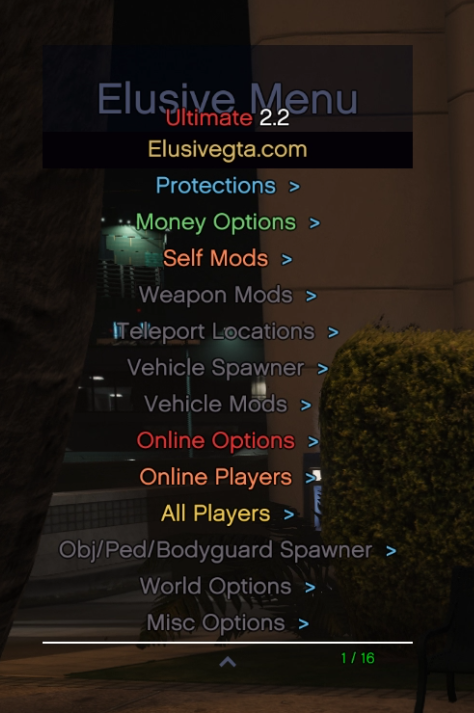 Elusive Menu
Ultimate 2.2
Elusivegta.com
Protections >
Money Options >
Self Mods >
Weapon Mods >
Teleport Locations >
Vehicle Spawner >
Vehicle Mods >
Online Options >
Online Players >
All Players >
Obj/Ped/Bodyguard Spawner >
World Options >
Misc Options >
1 / 16